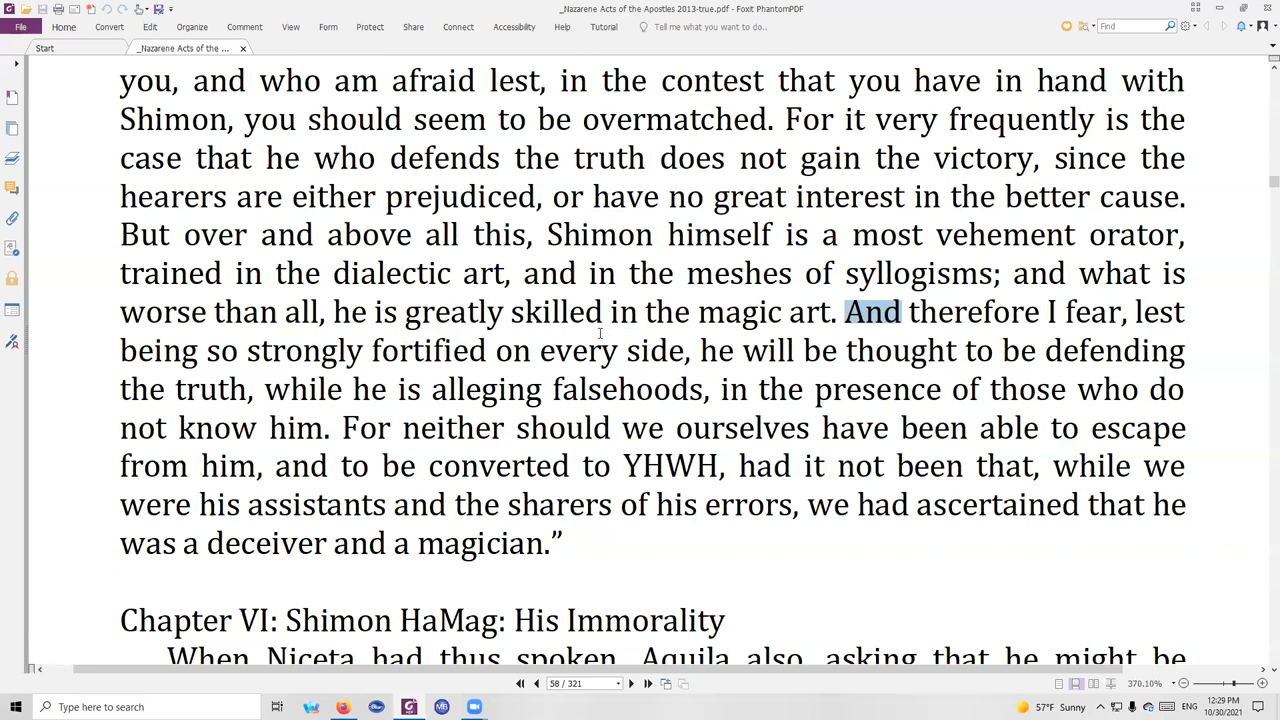 _Nazarene Acts of the Apostles 2013-true.pdf - Foxit PhantomPDF
File Home Convert Edit Organize Comment View Form Protect Share Connect Accessibility Help Tutorial Tell me what you want to do.. Find
Start _Nazarene Acts of the ...
you, and who am afraid lest, in the contest that you have in hand with
Shimon, you should seem to be overmatched. For it very frequently is the
case that he who defends the truth does not gain the victory, since the
hearers are either prejudiced, or have no great interest in the better cause.
But over and above all this, Shimon himself is a most vehement orator,
trained in the dialectic art, and in the meshes of syllogisms; and what is
worse than all, he is greatly skilled in the magic art. And therefore I fear, lest
being so strongly fortified on every side, he will be thought to be defending
the truth, while he is alleging falsehoods, in the presence of those who do
not know him. For neither should we ourselves have been able to escape
from him, and to be converted to YHWH, had it not been that, while we
were his assistants and the sharers of his errors, we had ascertained that he
was a deceiver and a magician.”
Chapter VI: Shimon HaMag: His Immorality
When Niceta had thus spoken, Aquila also, asking that he might be
58 / 321 370.10%
Type here to search 57°F Sunny ENG 12:29 PM
10/30/2021